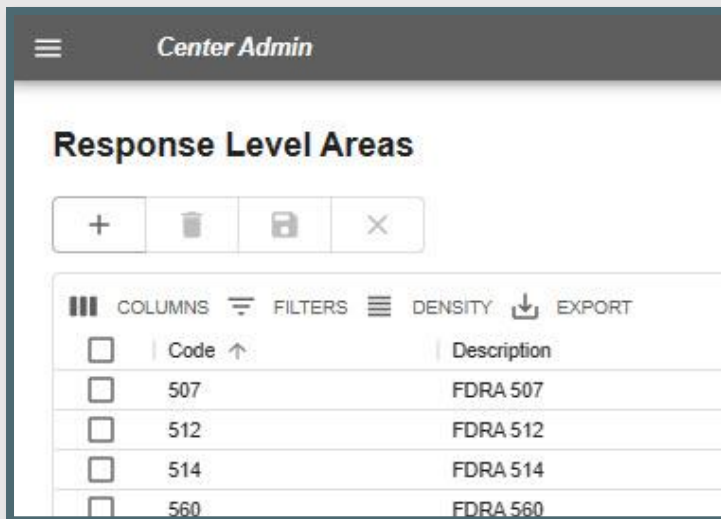 Center Admin
Response Level Areas
COLUMNS FILTERS DENSITY EXPORT
Code Description
507 FDRA 507
512 FDRA 512
514 FDRA 514
560 FDRA 560